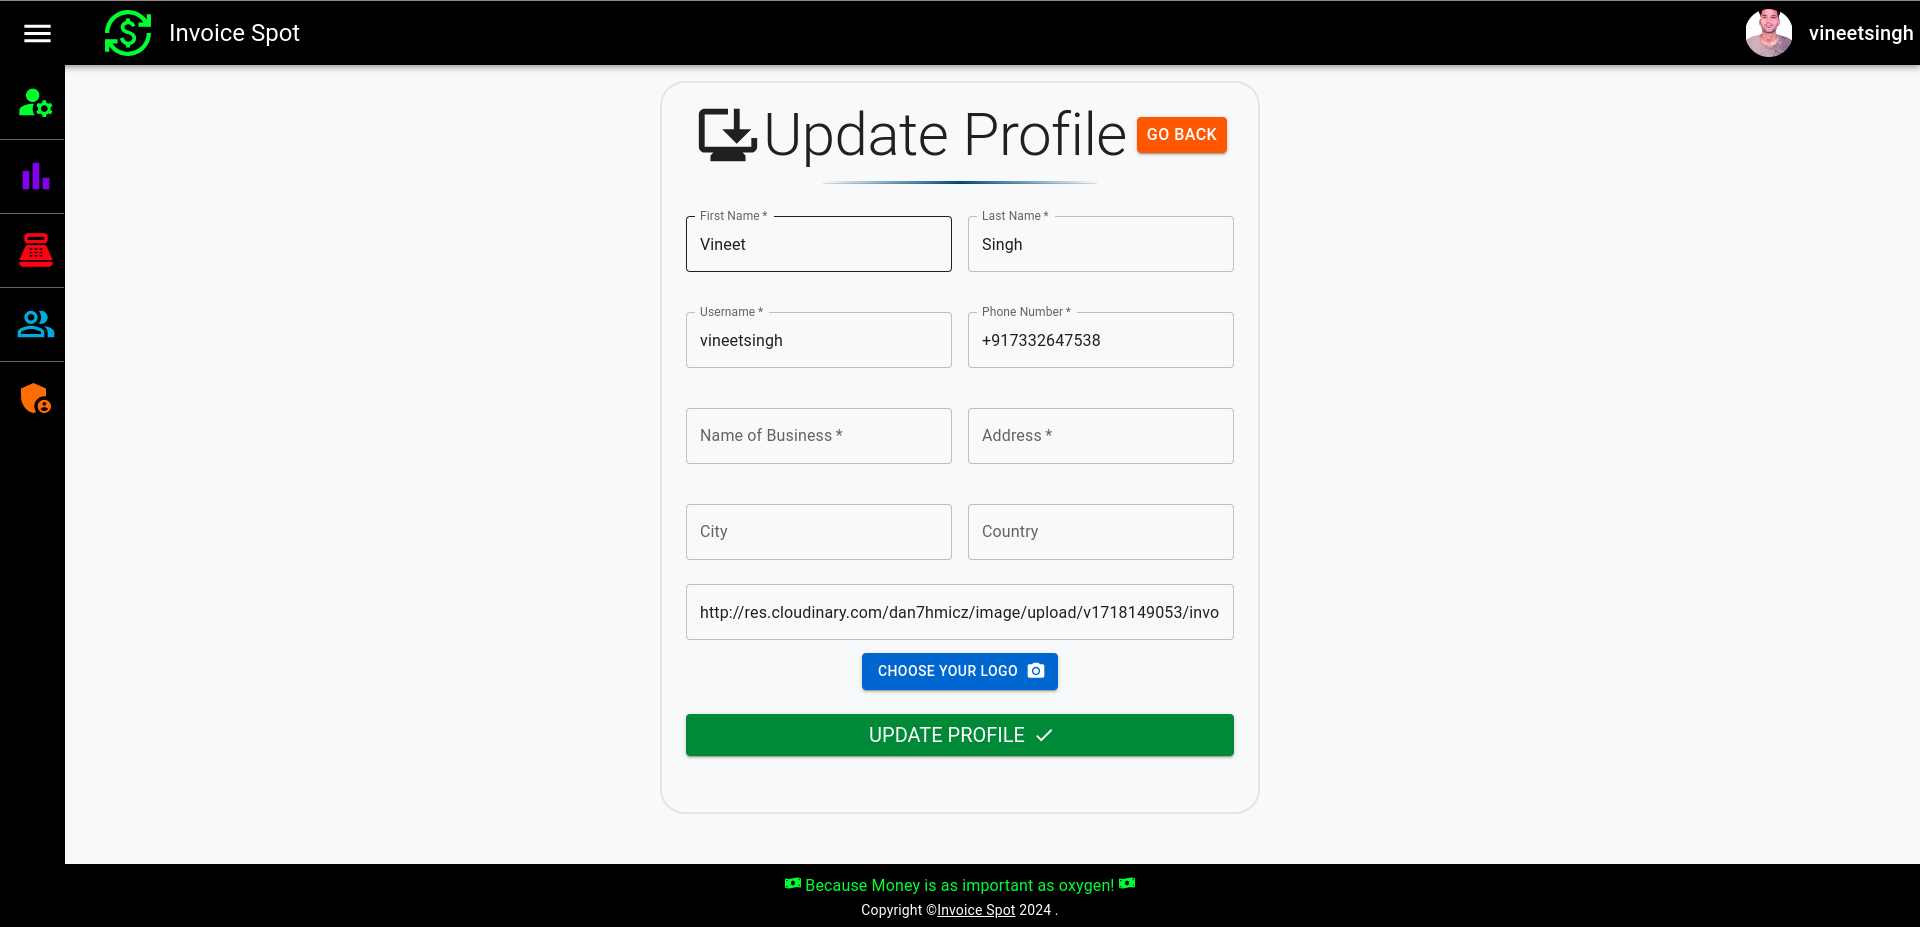 Invoice Spot
vineetsingh
Update Profile
GO BACK
First Name *
Vineet
Last Name *
Singh
Username *
vineetsingh
Phone Number *
+917332647538
Name of Business *
Address *
City
Country
http://res.cloudinary.com/dan7hmicz/image/upload/v1718149053/invo
CHOOSE YOUR LOGO
UPDATE PROFILE
Because Money is as important as oxygen!
Copyright ©Invoice Spot 2024 .